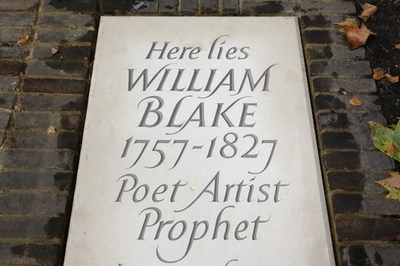 Here lies
WILLIAM
BLAKE
1757-1827
Poet Artist
Prophet